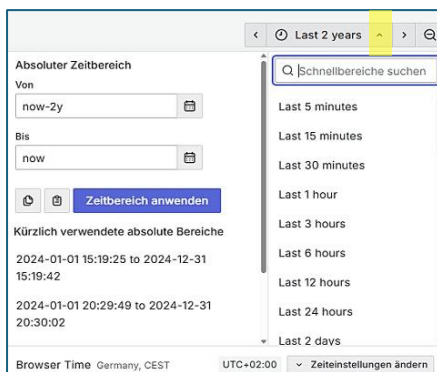 Last 2 years
Absoluter Zeitbereich
Von
now-2y
Bis
now
Zeitbereich anwenden
Kürzlich verwendete absolute Bereiche
2024-01-01 15:19:25 to 2024-12-31
15:19:42
2024-01-01 20:29:49 to 2024-12-31
20:30:02
Schnellbereiche suchen
Last 5 minutes
Last 15 minutes
Last 30 minutes
Last 1 hour
Last 3 hours
Last 6 hours
Last 12 hours
Last 24 hours
Last 2 days
Browser Time Germany, CEST
UTC+02:00
Zeiteinstellungen ändern